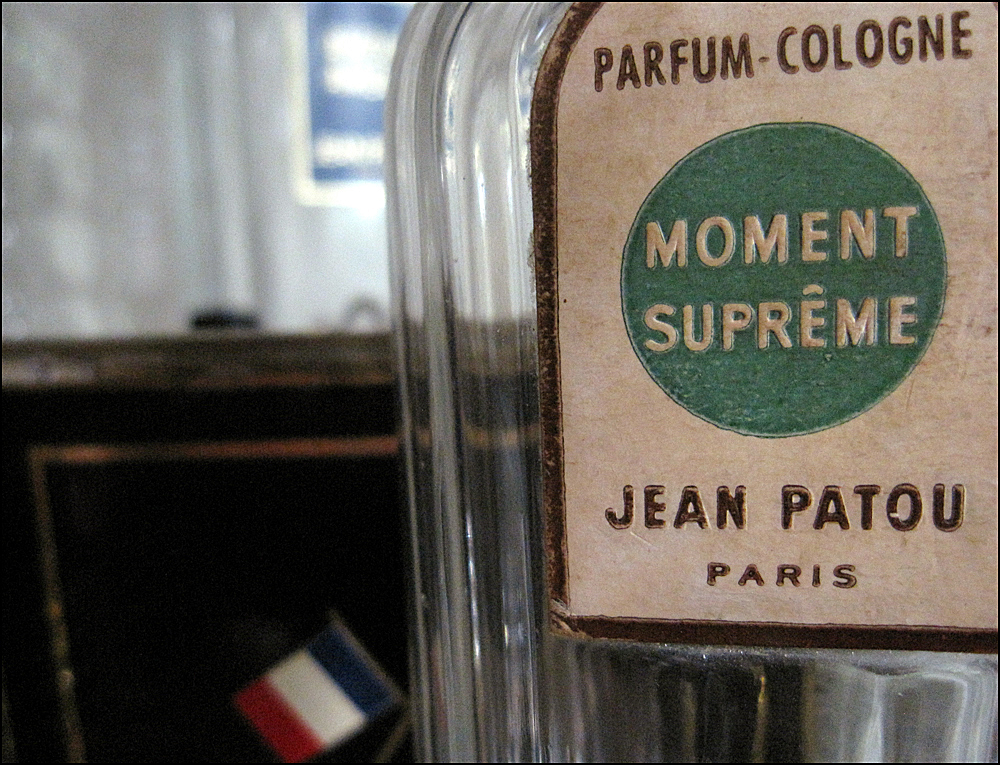 PARFUM-COLOGNE
MOMENT
SUPRÊME
JEAN PATOU
PARIS